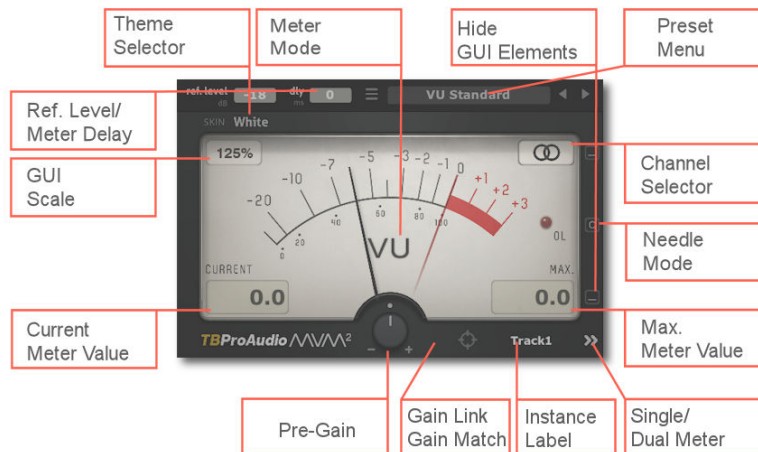 Theme
Selector
Meter
Mode
Hide
GUI Elements
Preset
Menu
Ref. Level/
Meter Delay
GUI
Scale
Current
Meter Value
ref.level
dB
-18
dly
ms
0
VU Standard
SKIN White
125%
-20
-10
-7
-5
-3
-2
-1
0
+1
+2
+3
0
20
40
60
80
100
VU
OL
CURRENT
0.0
MAX.
0.0
C
TBProAudio MVM²
- +
Track1
Channel
Selector
Needle
Mode
Max.
Meter Value
Pre-Gain
Gain Link
Gain Match
Instance
Label
Single/
Dual Meter